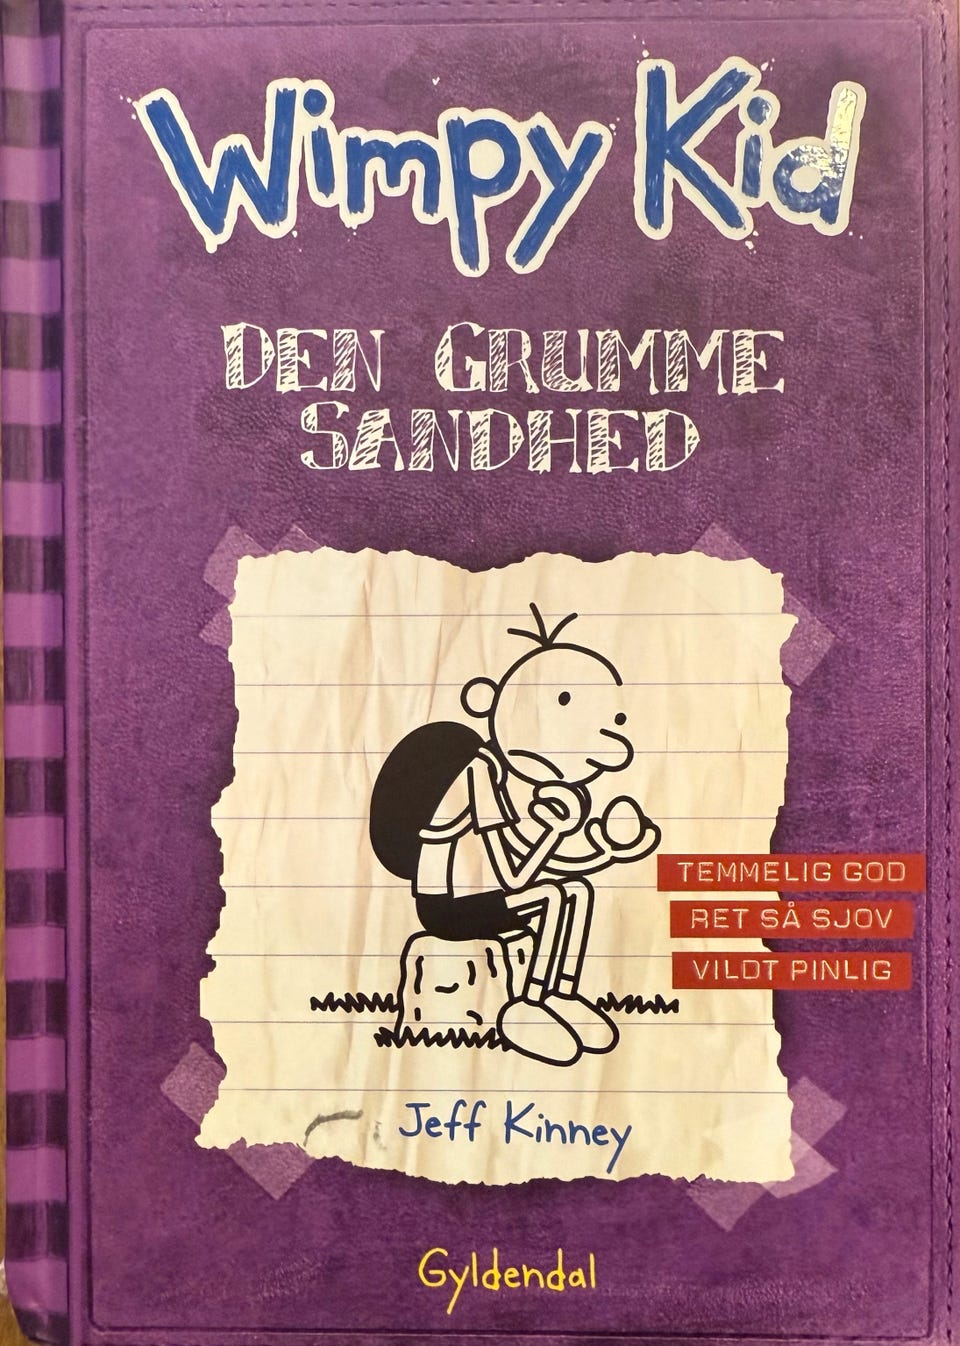 Wimpy Kid
DEN GRUMME
SANDHED
TEMMELIG GOD
RET SÅ SJOV
VILDT PINLIG
Jeff Kinney
Gyldendal